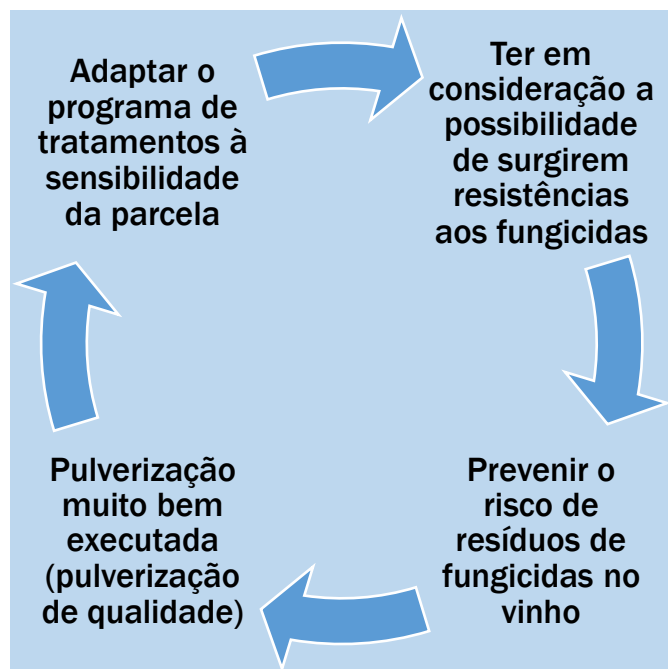 Adaptar o
programa de
tratamentos à
sensibilidade
da parcela
Ter em
consideração a
possibilidade
de surgirem
resistências
aos fungicidas
Prevenir o
risco de
resíduos de
fungicidas no
vinho
Pulverização
muito bem
executada
(pulverização
de qualidade)